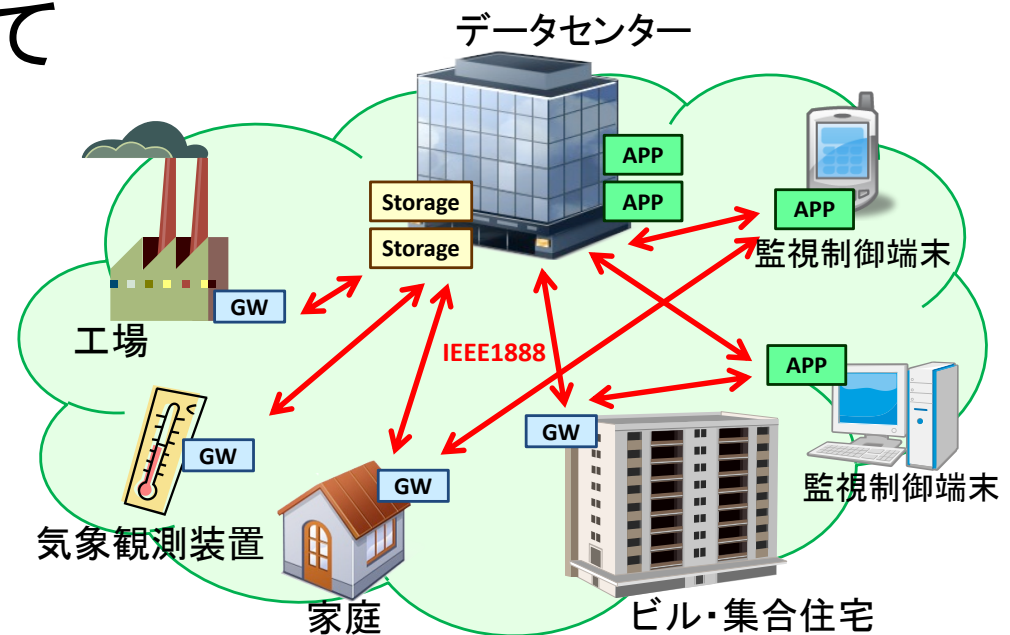 て
データセンター
APP
Storage
APP
APP
Storage
監視制御端末
GW
工場
IEEE1888
APP
GW
GW
GW
監視制御端末
気象観測装置
家庭
ビル・集合住宅